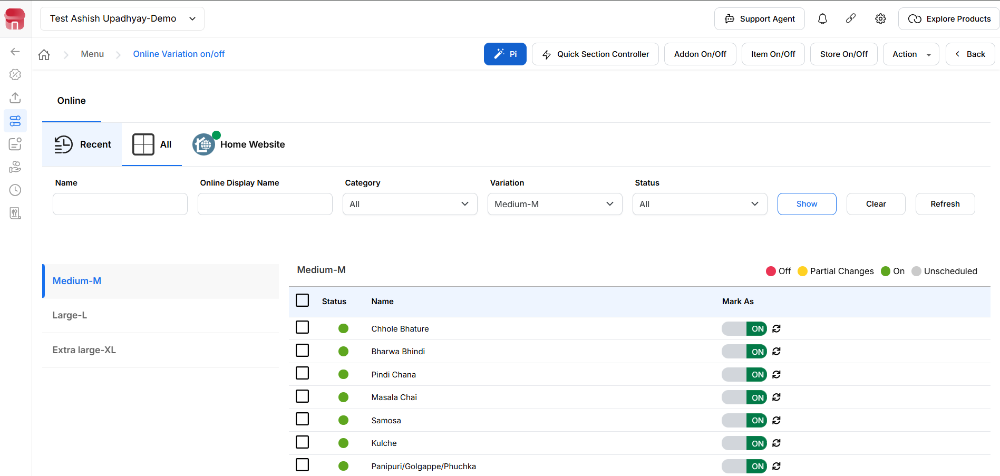 Test Ashish Upadhyay-Demo
Support Agent
Explore Products
Menu
Online Variation on/off
Pi
Quick Section Controller
Addon On/Off
Item On/Off
Store On/Off
Action
Back
Online
Recent
All
Home Website
Name
Online Display Name
Category
Variation
Status
All
Medium-M
All
Show
Clear
Refresh
Medium-M
Large-L
Extra large-XL
Medium-M
Off
Partial Changes
On
Unscheduled
Status
Name
Mark As
Chhole Bhature
ON
Bharwa Bhindi
ON
Pindi Chana
ON
Masala Chai
ON
Samosa
ON
Kulche
ON
Panipuri/Golgappe/Phuchka
ON